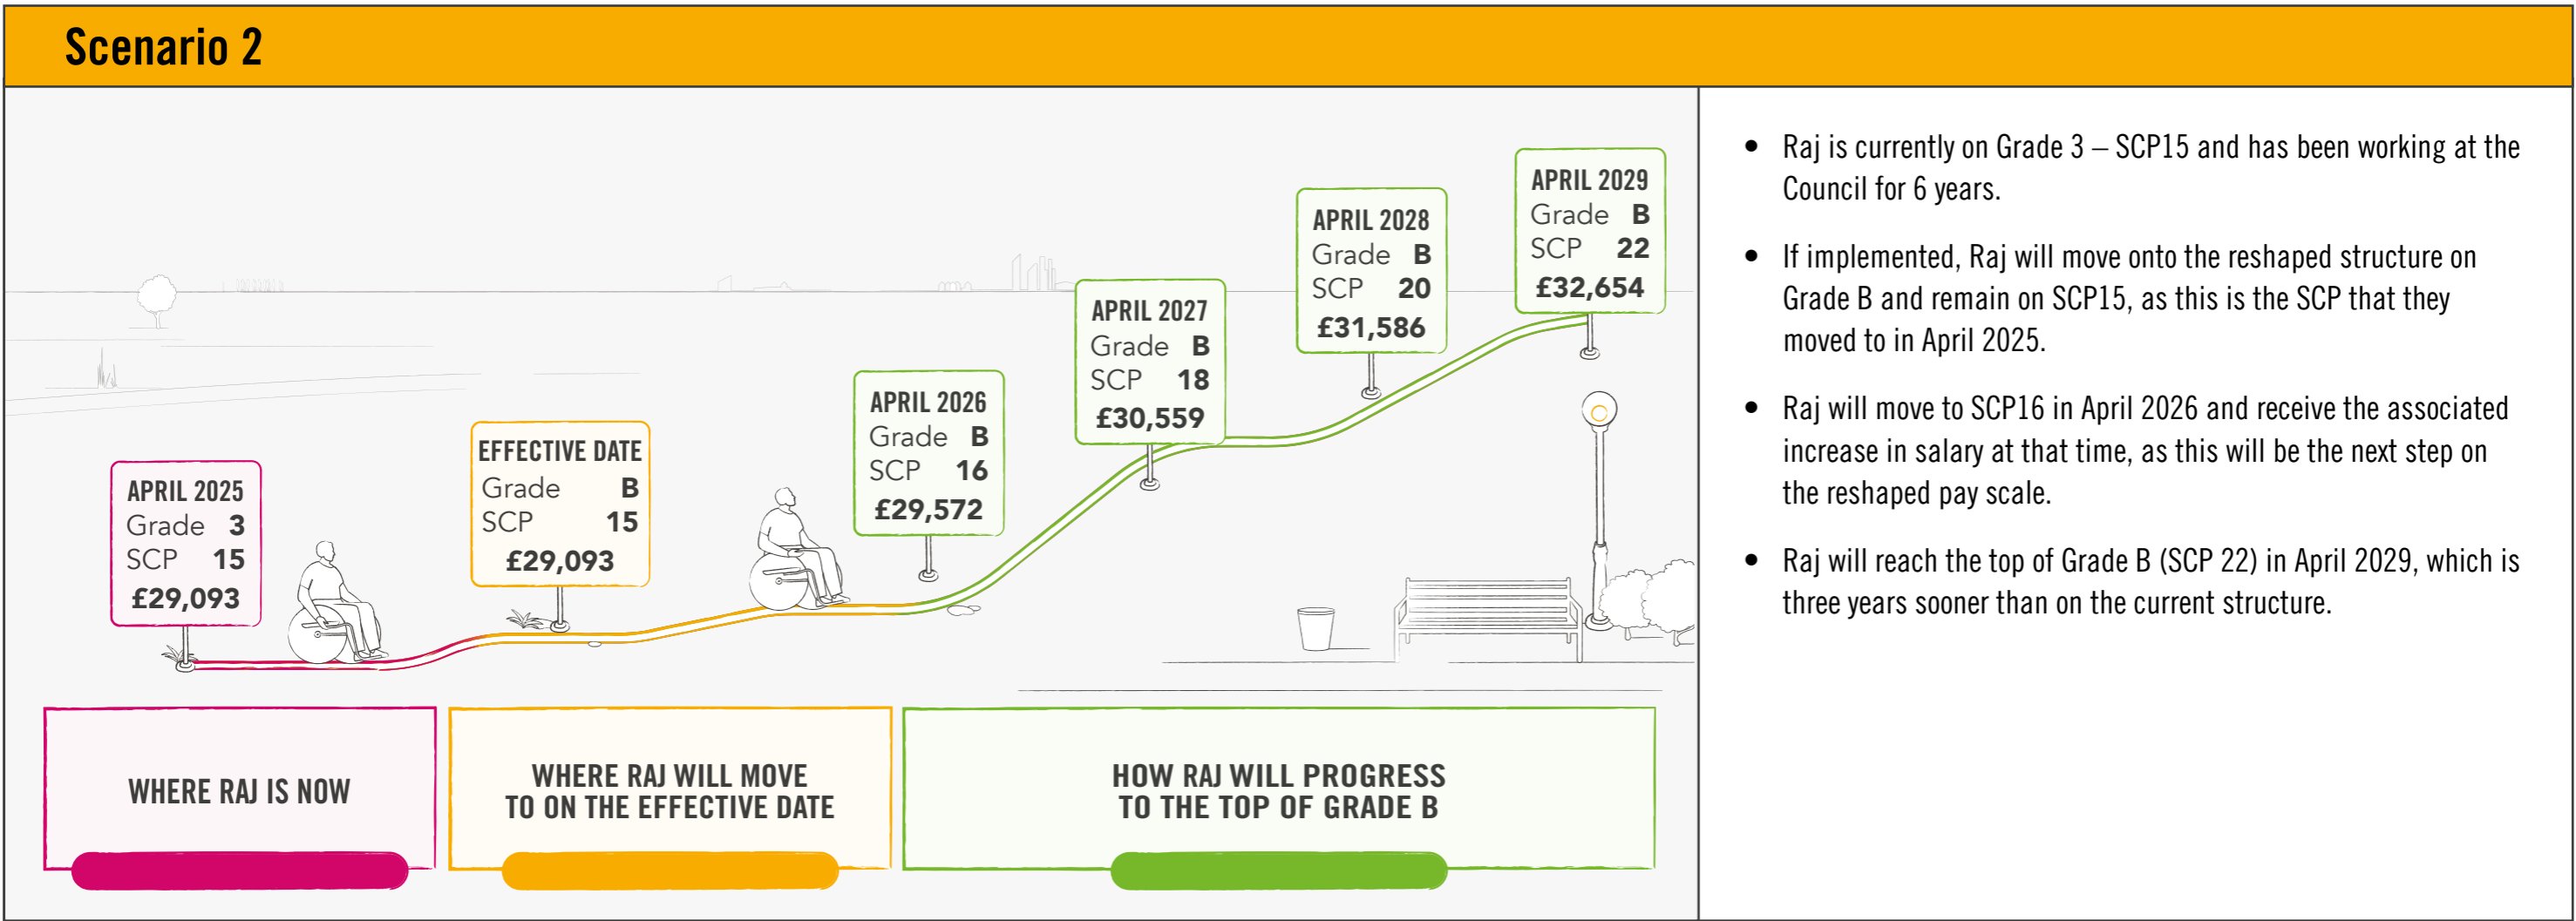 Scenario 2
APRIL 2025
Grade 3
SCP 15
£29,093
EFFECTIVE DATE
Grade B
SCP 15
£29,093
APRIL 2026
Grade B
SCP 16
£29,572
APRIL 2027
Grade B
SCP 18
£30,559
APRIL 2028
Grade B
SCP 20
£31,586
APRIL 2029
Grade B
SCP 22
£32,654
WHERE RAJ IS NOW
WHERE RAJ WILL MOVE
TO ON THE EFFECTIVE DATE
HOW RAJ WILL PROGRESS
TO THE TOP OF GRADE B
• Raj is currently on Grade 3 – SCP15 and has been working at the
Council for 6 years.
• If implemented, Raj will move onto the reshaped structure on
Grade B and remain on SCP15, as this is the SCP that they
moved to in April 2025.
• Raj will move to SCP16 in April 2026 and receive the associated
increase in salary at that time, as this will be the next step on
the reshaped pay scale.
• Raj will reach the top of Grade B (SCP 22) in April 2029, which is
three years sooner than on the current structure.